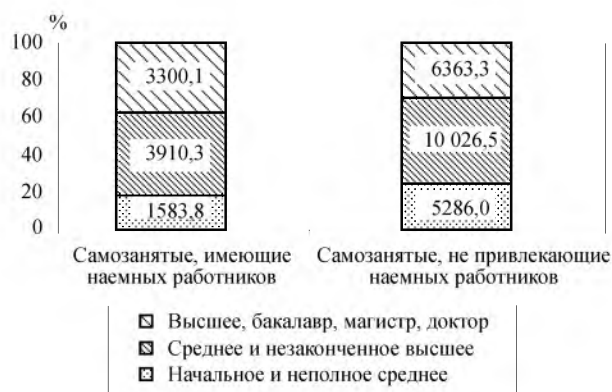 %
100
80
60
40
20
0
3300,1
3910,3
1583,8
6363,3
10 026,5
5286,0
Самозанятые, имеющие
наемных работников
Самозанятые, не привлекающие
наемных работников
Высшее, бакалавр, магистр, доктор
Среднее и незаконченное высшее
Начальное и неполное среднее